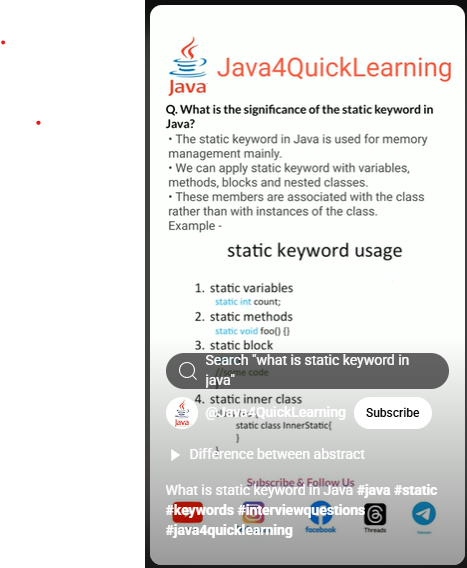 Java
Java4QuickLearning
Q. What is the significance of the static keyword in
Java?
• The static keyword in Java is used for memory
management mainly.
• We can apply static keyword with variables,
methods, blocks and nested classes.
• These members are associated with the class
rather than with instances of the class.
Example -
static keyword usage
1. static variables
static int count;
2. static methods
static void foo() {}
3. static block
Search "what is static keyword in
java"
//some code
4. static inner class
Java
@Java4QuickLearning
Subscribe
static class InnerStatic{
}
}
Difference between abstract
Subscribe & Follow Us
What is static keyword in Java #java #static
#keywords #interviewquestions
#java4quicklearning
facebook
Threads